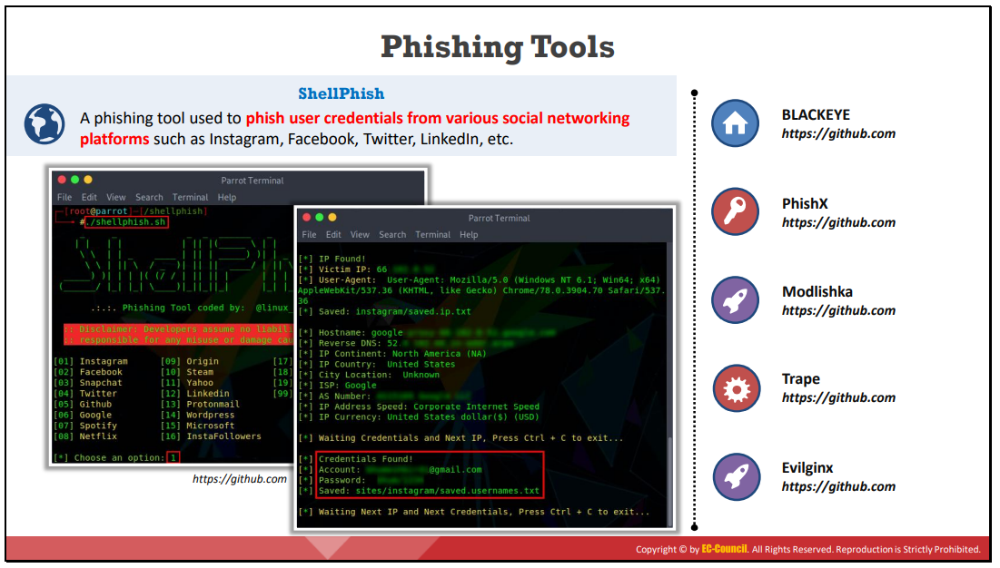 Phishing Tools
ShellPhish
A phishing tool used to phish user credentials from various social networking
platforms such as Instagram, Facebook, Twitter, LinkedIn, etc.
Parrot Terminal
File Edit View Search Terminal Help
[root@parrot]-[/shellphish]
#./shellphish.sh
ShellPh
.:.:. Phishing Tool coded by: @linux_
:: Disclaimer: Developers assume no liabili
:: responsible for any misuse or damage cau
[01] Instagram [09] Origin [17]
[02] Facebook [10] Steam [18]
[03] Snapchat [11] Yahoo [19]
[04] Twitter [12] Linkedin [99]
[05] Github [13] Protonmail
[06] Google [14] Wordpress
[07] Spotify [15] Microsoft
[08] Netflix [16] InstaFollowers
[*] Choose an option: 1
https://github.com
Parrot Terminal
File Edit View Search Terminal Help
[*] IP Found!
[*] Victim IP: 66
[*] User-Agent: User-Agent: Mozilla/5.0 (Windows NT 6.1; Win64; x64)
AppleWebKit/537.36 (KHTML, like Gecko) Chrome/78.0.3904.70 Safari/537.
36
[*] Saved: instagram/saved.ip.txt
[*] Hostname: google
[*] Reverse DNS: 52.
[*] IP Continent: North America (NA)
[*] IP Country: United States
[*] City Location: Unknown
[*] ISP: Google
[*] AS Number:
[*] IP Address Speed: Corporate Internet Speed
[*] IP Currency: United States dollar($) (USD)
[*] Waiting Credentials and Next IP, Press Ctrl + C to exit...
[*] Credentials Found!
[*] Account: @gmail.com
[*] Password:
[*] Saved: sites/instagram/saved.usernames.txt
[*] Waiting Next IP and Next Credentials, Press Ctrl + C to exit...
BLACKEYE
https://github.com
PhishX
https://github.com
Modlishka
https://github.com
Trape
https://github.com
Evilginx
https://github.com
Copyright © by EC-Council. All Rights Reserved. Reproduction is Strictly Prohibited.